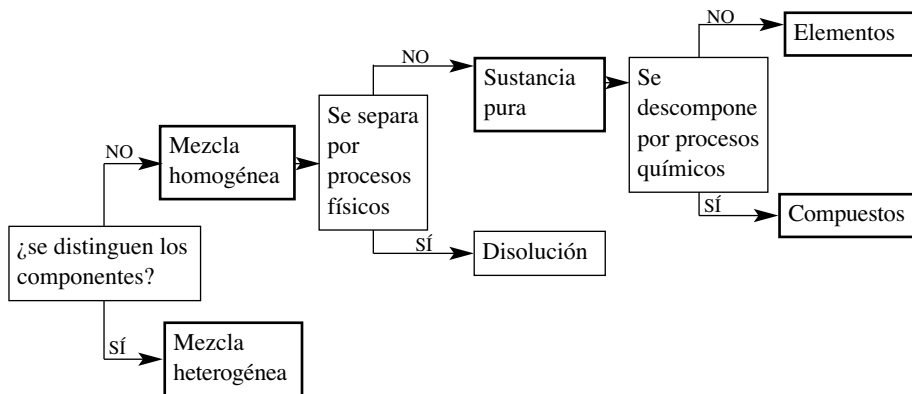 ¿se distinguen los
componentes?
NO
SÍ
Mezcla
homogénea
Mezcla
heterogénea
Se separa
por
procesos
físicos
NO
SÍ
Sustancia
pura
Disolución
Se
descompone
por procesos
químicos
NO
SÍ
Elementos
Compuestos